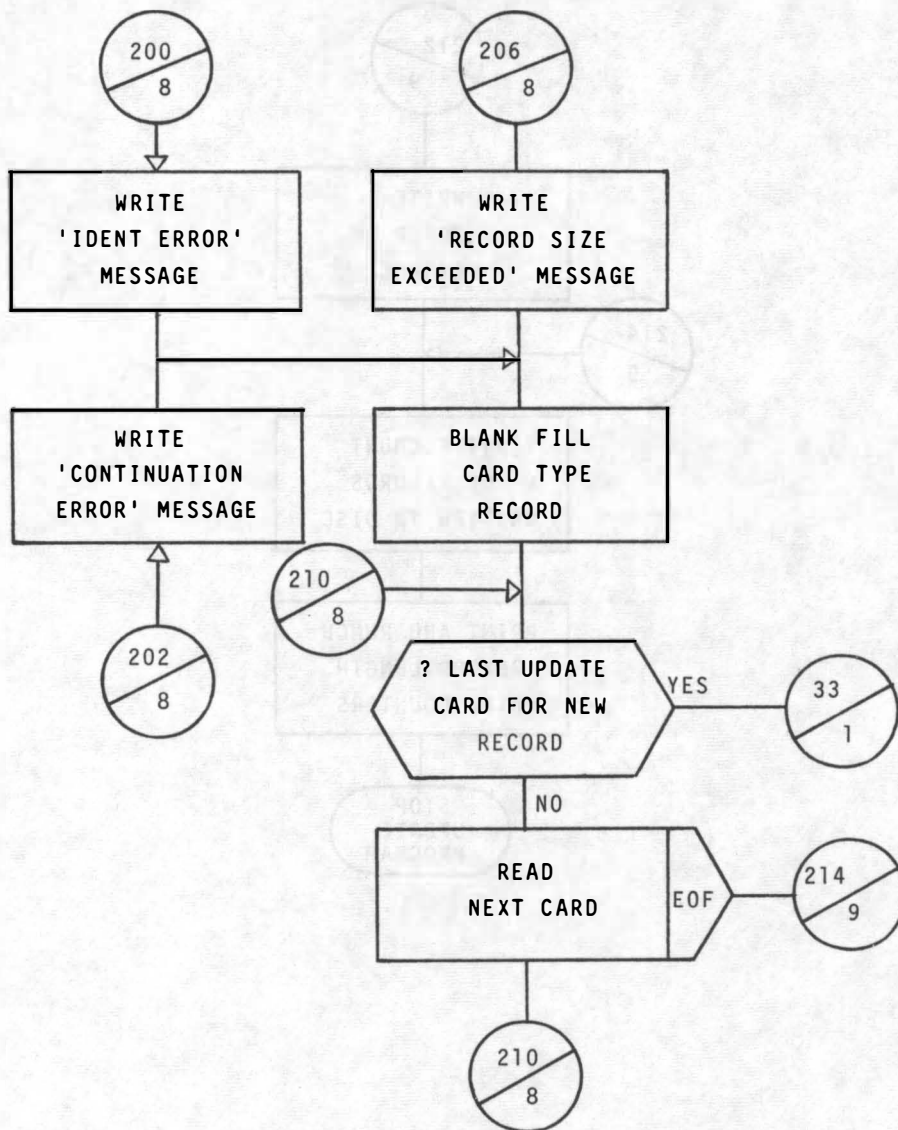 200
8
206
8
WRITE
'IDENT ERROR'
MESSAGE
WRITE
'RECORD SIZE
EXCEEDED' MESSAGE
WRITE
'CONTINUATION
ERROR' MESSAGE
BLANK FILL
CARD TYPE
RECORD
210
8
202
8
? LAST UPDATE
CARD FOR NEW
RECORD
YES
33
1
NO
READ
NEXT CARD
EOF
214
9
210
8